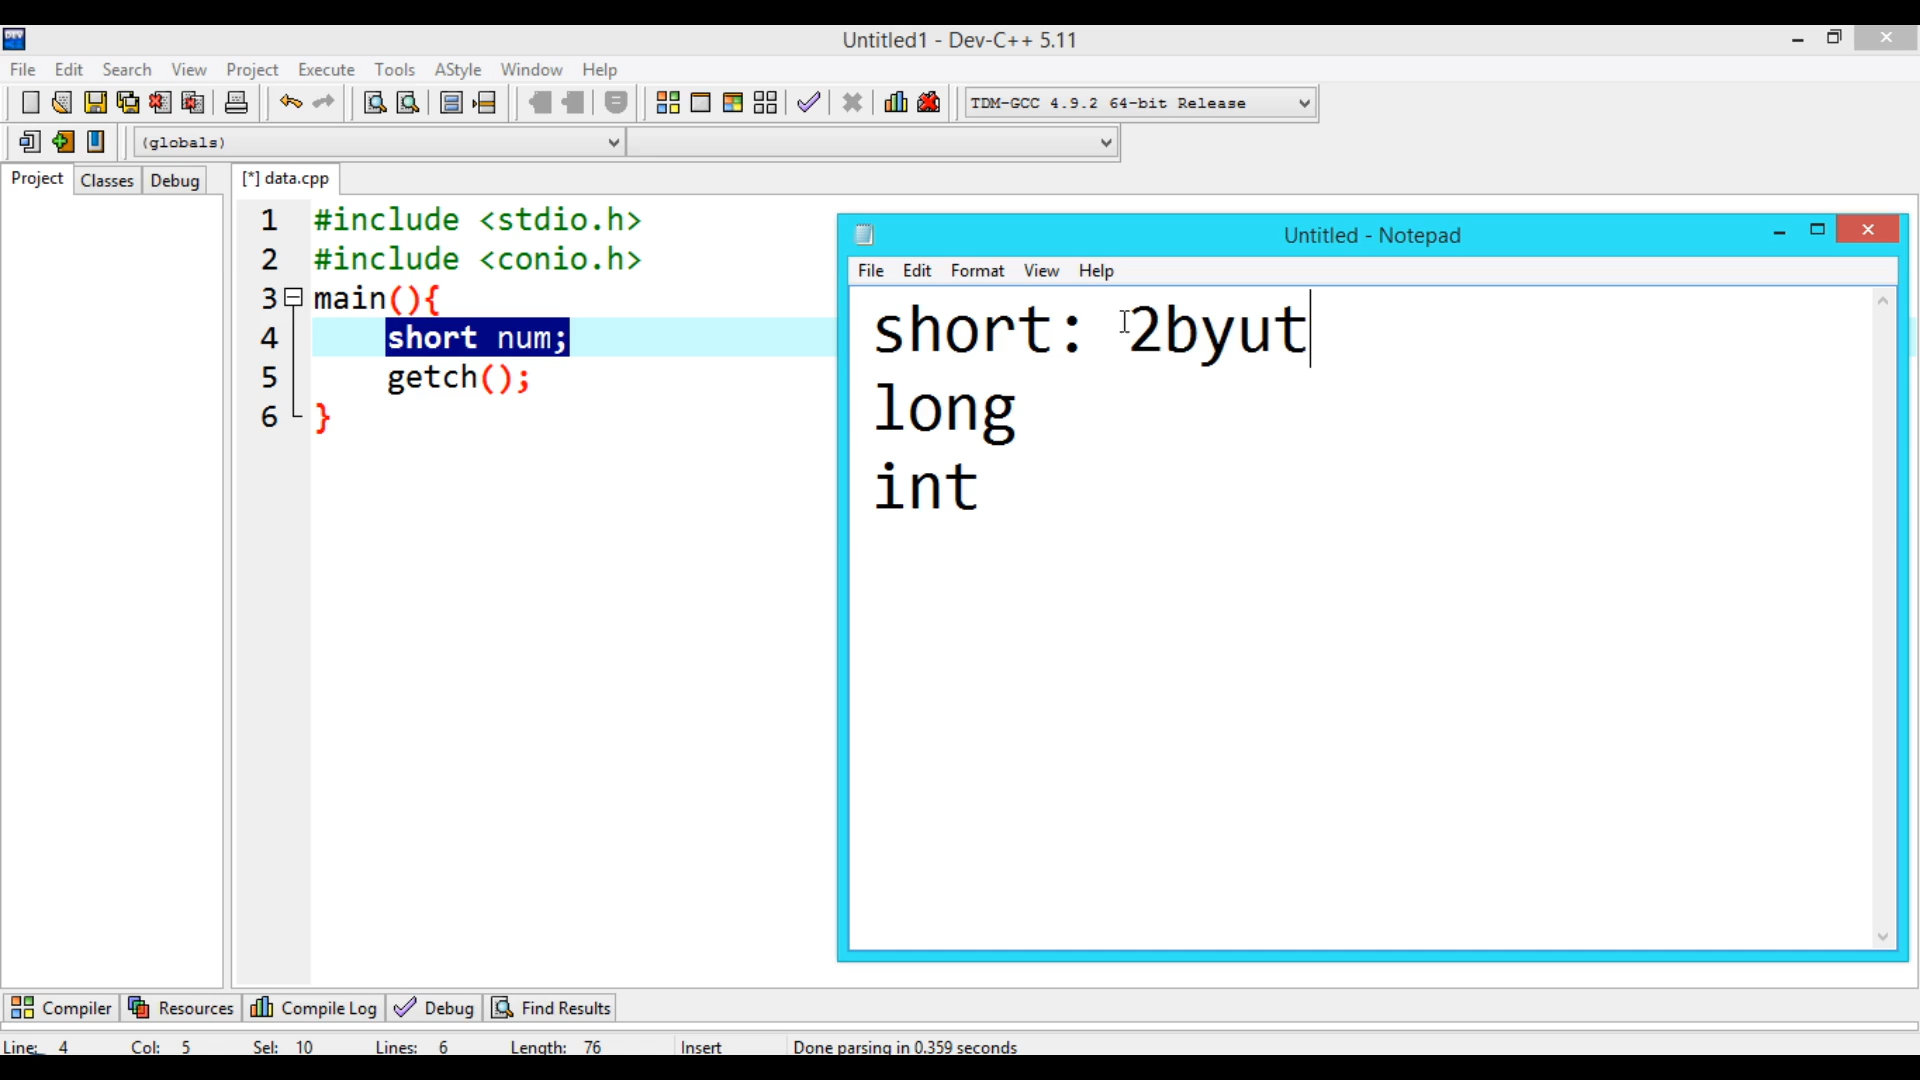 Untitled1 - Dev-C++ 5.11
File Edit Search View Project Execute Tools AStyle Window Help
TDM-GCC 4.9.2 64-bit Release
(globals)
Project Classes Debug
[*] data.cpp
1 #include <stdio.h>
2 #include <conio.h>
3 main(){
4 short num;
5 getch();
6 }
Untitled - Notepad
File Edit Format View Help
short: 2byut
long
int
Compiler Resources Compile Log Debug Find Results
Line: 4 Col: 5 Sel: 10 Lines: 6 Length: 76 Insert Done parsing in 0.359 seconds